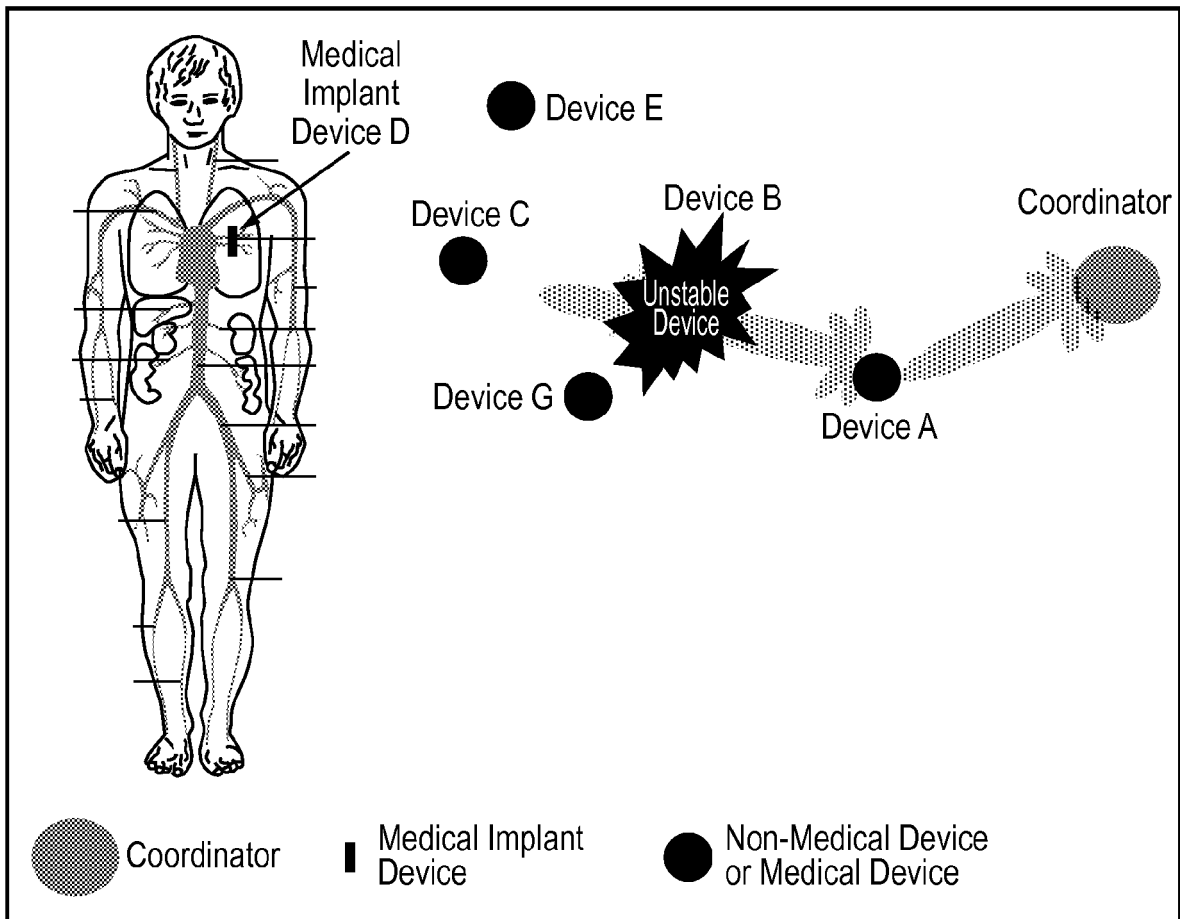 Medical
Implant
Device D
Device E
Device B
Coordinator
Device C
Unstable
Device
Device G
Device A
Coordinator
Medical Implant
Device
Non-Medical Device
or Medical Device